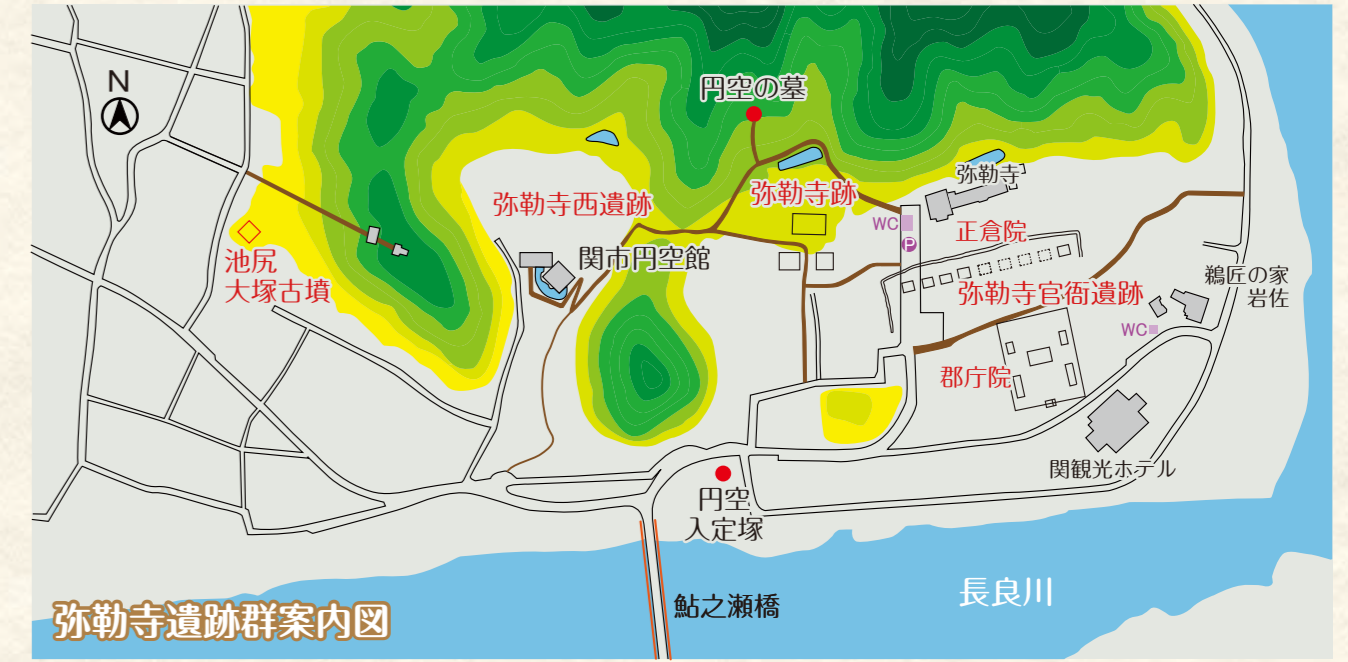 N
円空の墓
弥勒寺西遺跡
弥勒寺跡
弥勒寺
WC
P
正倉院
関市円空館
池尻
大塚古墳
弥勒寺官衙遺跡
鵜匠の家
岩佐
WC
郡庁院
関観光ホテル
円空
入定塚
鮎之瀬橋
長良川
弥勒寺遺跡群案内図